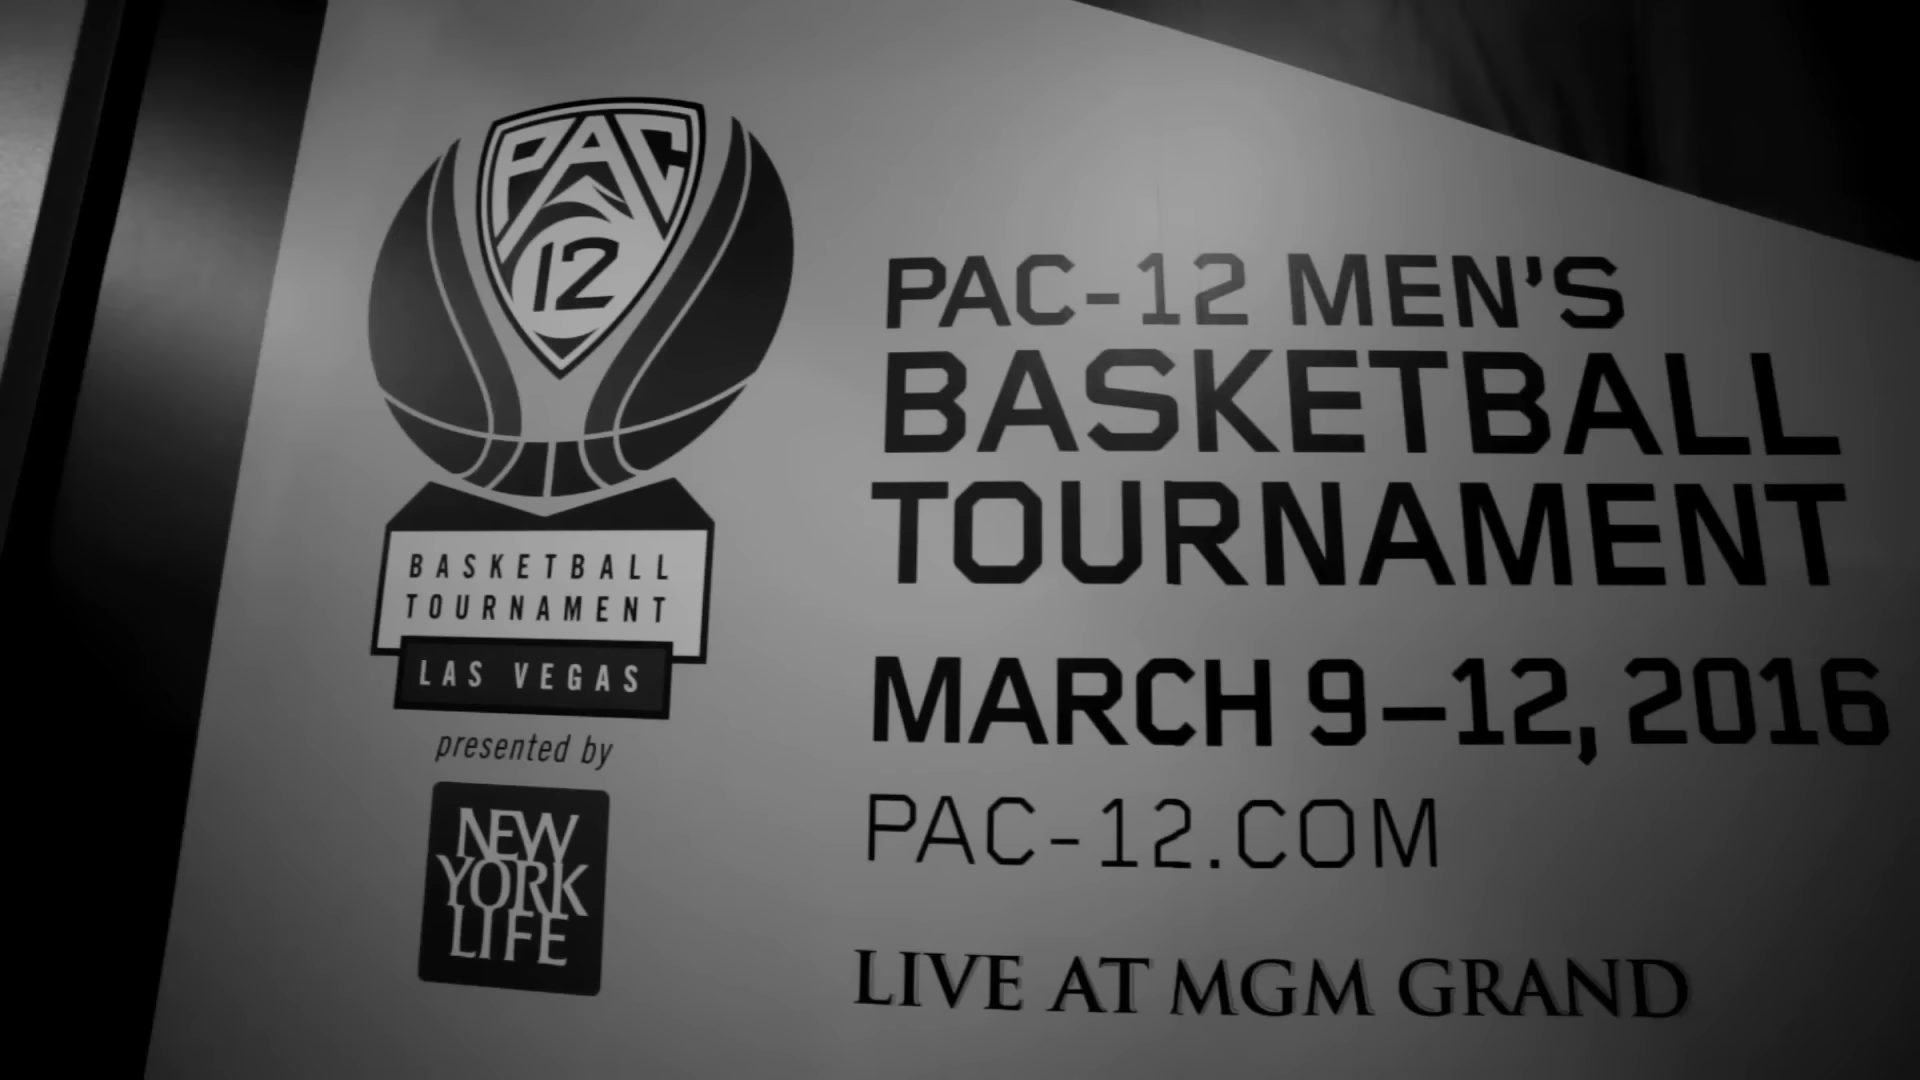 PAC
12
BASKETBALL
TOURNAMENT
LAS VEGAS
presented by
NEW
YORK
LIFE
PAC-12 MEN'S
BASKETBALL
TOURNAMENT
MARCH 9–12, 2016
PAC-12.COM
LIVE AT MGM GRAND